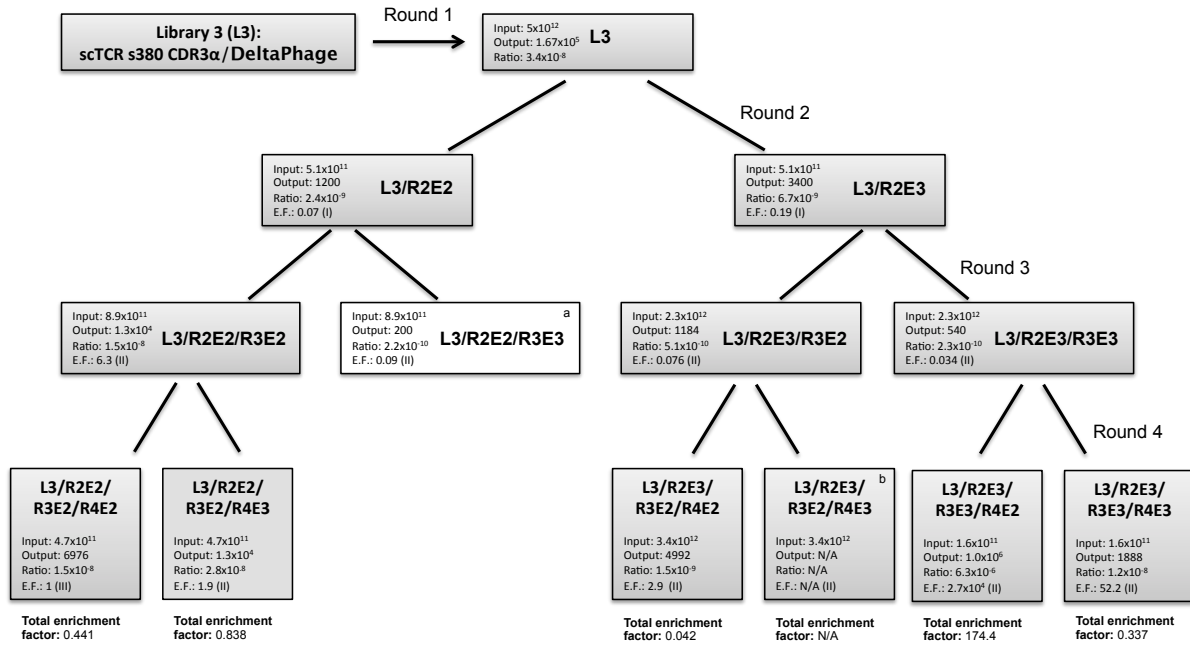 Library 3 (L3):
scTCR s380 CDR3α/DeltaPhage
Round 1
Input: 5x10¹²
Output: 1.67x10⁵
Ratio: 3.4x10⁻⁸
L3
Round 2
Input: 5.1x10¹¹
Output: 1200
Ratio: 2.4x10⁻⁹
E.F.: 0.07 (I)
L3/R2E2
Input: 5.1x10¹¹
Output: 3400
Ratio: 6.7x10⁻⁹
E.F.: 0.19 (I)
L3/R2E3
Round 3
Input: 8.9x10¹¹
Output: 1.3x10⁴
Ratio: 1.5x10⁻⁸
E.F.: 6.3 (II)
L3/R2E2/R3E2
Input: 8.9x10¹¹
Output: 200
Ratio: 2.2x10⁻¹⁰
E.F.: 0.09 (II)
L3/R2E2/R3E3
a
Input: 2.3x10¹²
Output: 1184
Ratio: 5.1x10⁻¹⁰
E.F.: 0.076 (II)
L3/R2E3/R3E2
Input: 2.3x10¹²
Output: 540
Ratio: 2.3x10⁻¹⁰
E.F.: 0.034 (II)
L3/R2E3/R3E3
Round 4
L3/R2E2/
R3E2/R4E2
Input: 4.7x10¹¹
Output: 6976
Ratio: 1.5x10⁻⁸
E.F.: 1 (III)
Total enrichment
factor: 0.441
L3/R2E2/
R3E2/R4E3
Input: 4.7x10¹¹
Output: 1.3x10⁴
Ratio: 2.8x10⁻⁸
E.F.: 1.9 (II)
Total enrichment
factor: 0.838
L3/R2E3/
R3E2/R4E2
Input: 3.4x10¹²
Output: 4992
Ratio: 1.5x10⁻⁹
E.F.: 2.9 (II)
Total enrichment
factor: 0.042
L3/R2E3/
R3E2/R4E3
b
Input: 3.4x10¹²
Output: N/A
Ratio: N/A
E.F.: N/A (II)
Total enrichment
factor: N/A
L3/R2E3/
R3E3/R4E2
Input: 1.6x10¹¹
Output: 1.0x10⁶
Ratio: 6.3x10⁻⁶
E.F.: 2.7x10⁴ (II)
Total enrichment
factor: 174.4
L3/R2E3/
R3E3/R4E3
Input: 1.6x10¹¹
Output: 1888
Ratio: 1.2x10⁻⁸
E.F.: 52.2 (II)
Total enrichment
factor: 0.337